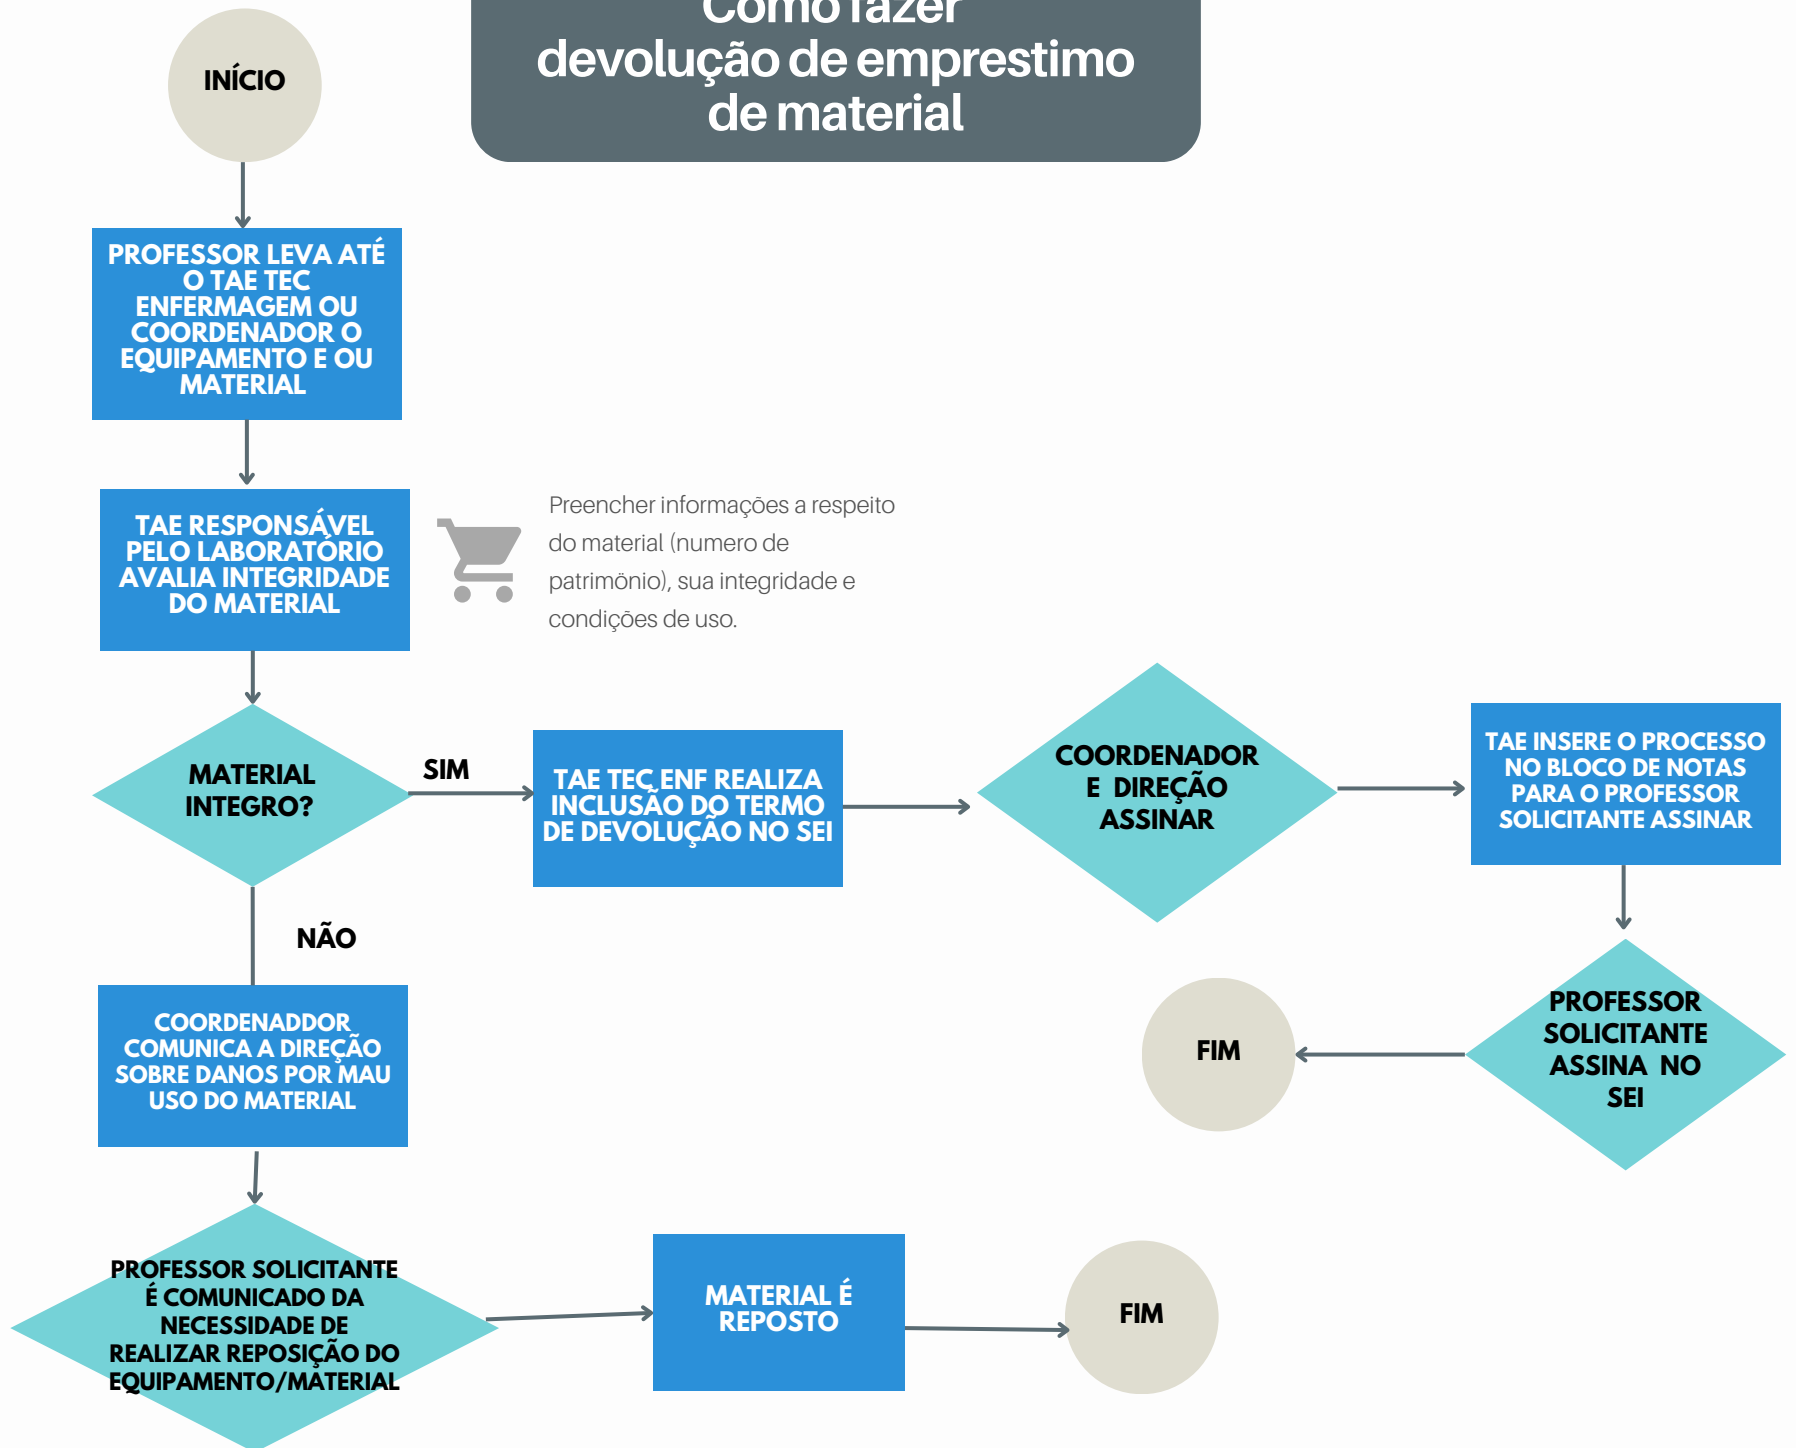 Como fazer
devolução de emprestimo
de material
INÍCIO
PROFESSOR LEVA ATÉ
O TAE TEC
ENFERMAGEM OU
COORDENADOR O
EQUIPAMENTO E OU
MATERIAL
TAE RESPONSÁVEL
PELO LABORATÓRIO
AVALIA INTEGRIDADE
DO MATERIAL
Preencher informações a respeito
do material (numero de
patrimônio), sua integridade e
condições de uso.
MATERIAL
INTEGRO?
SIM
TAE TEC ENF REALIZA
INCLUSÃO DO TERMO
DE DEVOLUÇÃO NO SEI
COORDENADOR
E DIREÇÃO
ASSINAR
TAE INSERE O PROCESSO
NO BLOCO DE NOTAS
PARA O PROFESSOR
SOLICITANTE ASSINAR
PROFESSOR
SOLICITANTE
ASSINA NO
SEI
FIM
NÃO
COORDENADDOR
COMUNICA A DIREÇÃO
SOBRE DANOS POR MAU
USO DO MATERIAL
PROFESSOR SOLICITANTE
É COMUNICADO DA
NECESSIDADE DE
REALIZAR REPOSIÇÃO DO
EQUIPAMENTO/MATERIAL
MATERIAL É
REPOSTO
FIM